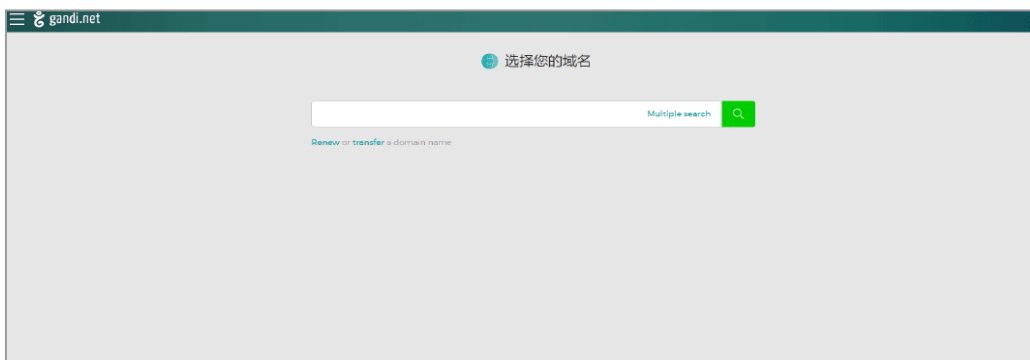 gandi.net
选择您的域名
Multiple search
Renew or transfer a domain name